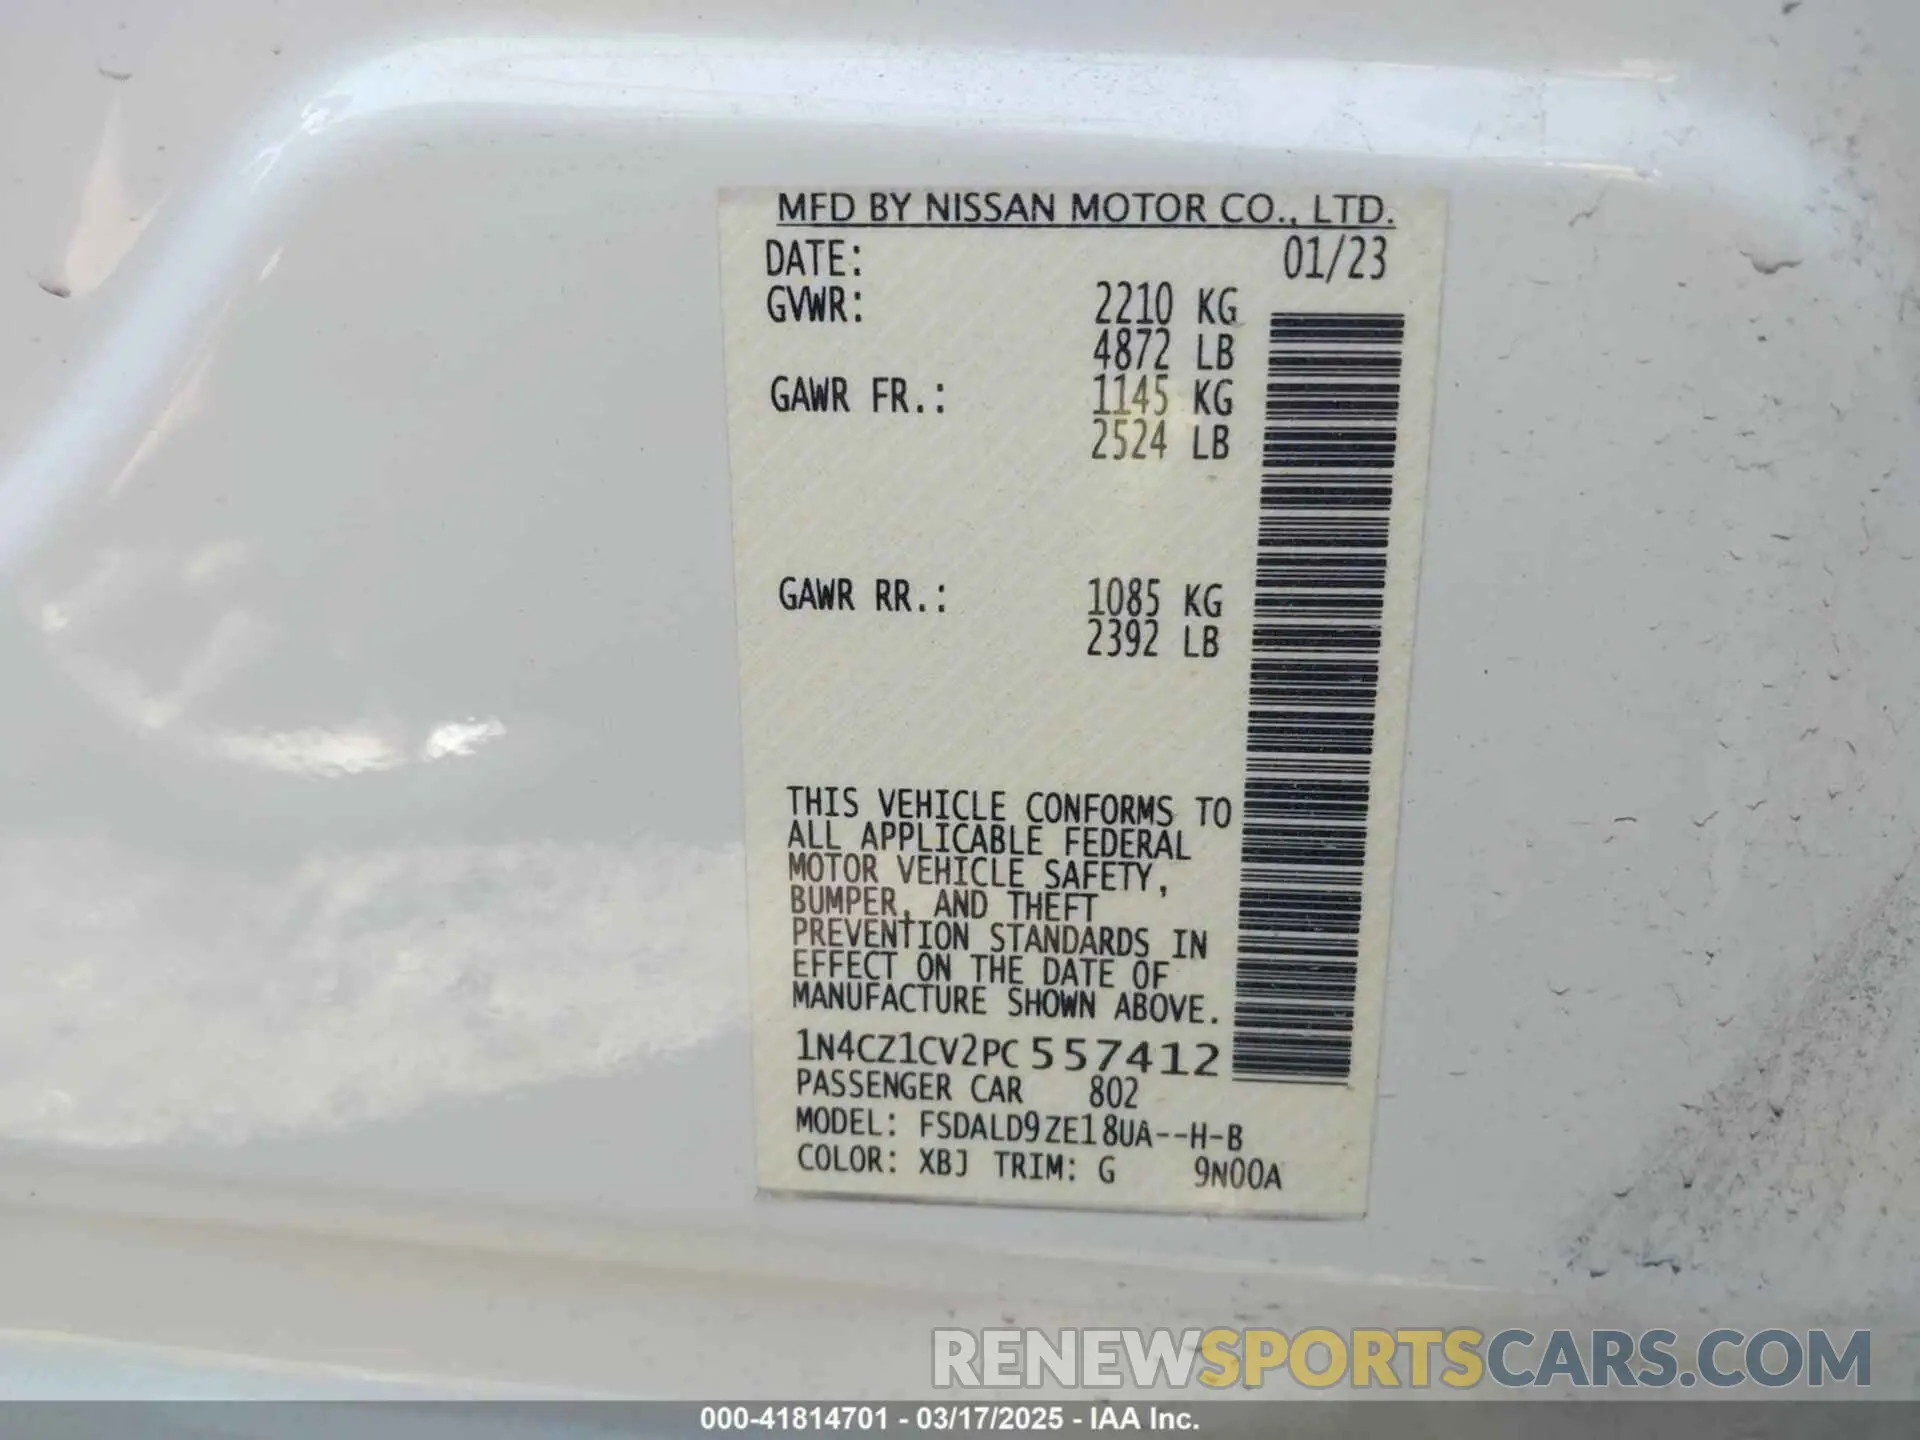 MFD BY NISSAN MOTOR CO., LTD.
DATE: 01/23
GVWR: 2210 KG
4872 LB
GAWR FR.: 1145 KG
2524 LB
GAWR RR.: 1085 KG
2392 LB
THIS VEHICLE CONFORMS TO
ALL APPLICABLE FEDERAL
MOTOR VEHICLE SAFETY,
BUMPER, AND THEFT
PREVENTION STANDARDS IN
EFFECT ON THE DATE OF
MANUFACTURE SHOWN ABOVE.
1N4CZ1CV2PC557412
PASSENGER CAR 802
MODEL: FSDALD9ZE18UA--H-B
COLOR: XBJ TRIM: G 9N00A
RENEWSPORTSCARS.COM
000-41814701 - 03/17/2025 - IAA Inc.